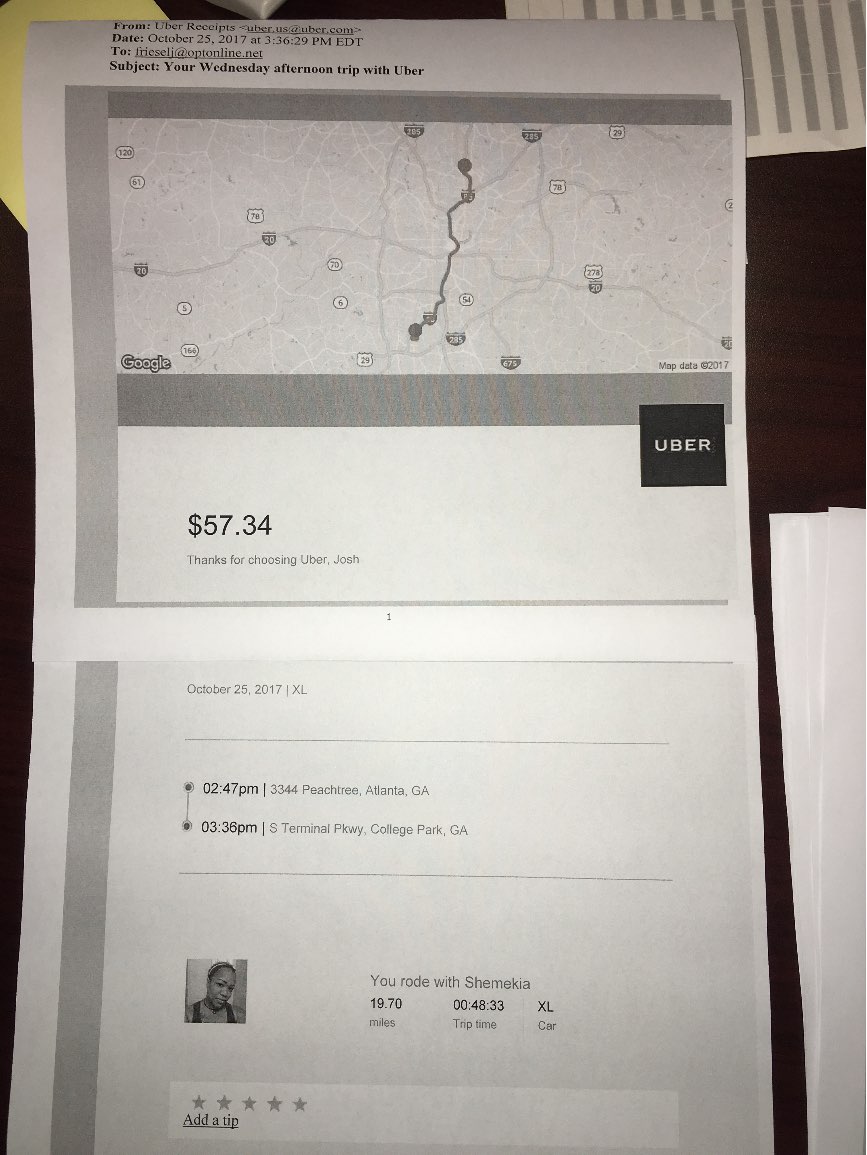 From: Uber Receipts <uber.us@uber.com>
Date: October 25, 2017 at 3:36:29 PM EDT
To: frieselj@optonline.net
Subject: Your Wednesday afternoon trip with Uber
285
285
29
120
61
78
85
78
20
20
70
278
20
5
6
54
166
29
285
675
20
Google
Map data ©2017
UBER
$57.34
Thanks for choosing Uber, Josh
1
October 25, 2017 | XL
02:47pm | 3344 Peachtree, Atlanta, GA
03:36pm | S Terminal Pkwy, College Park, GA
You rode with Shemekia
19.70 00:48:33 XL
miles Trip time Car
Add a tip